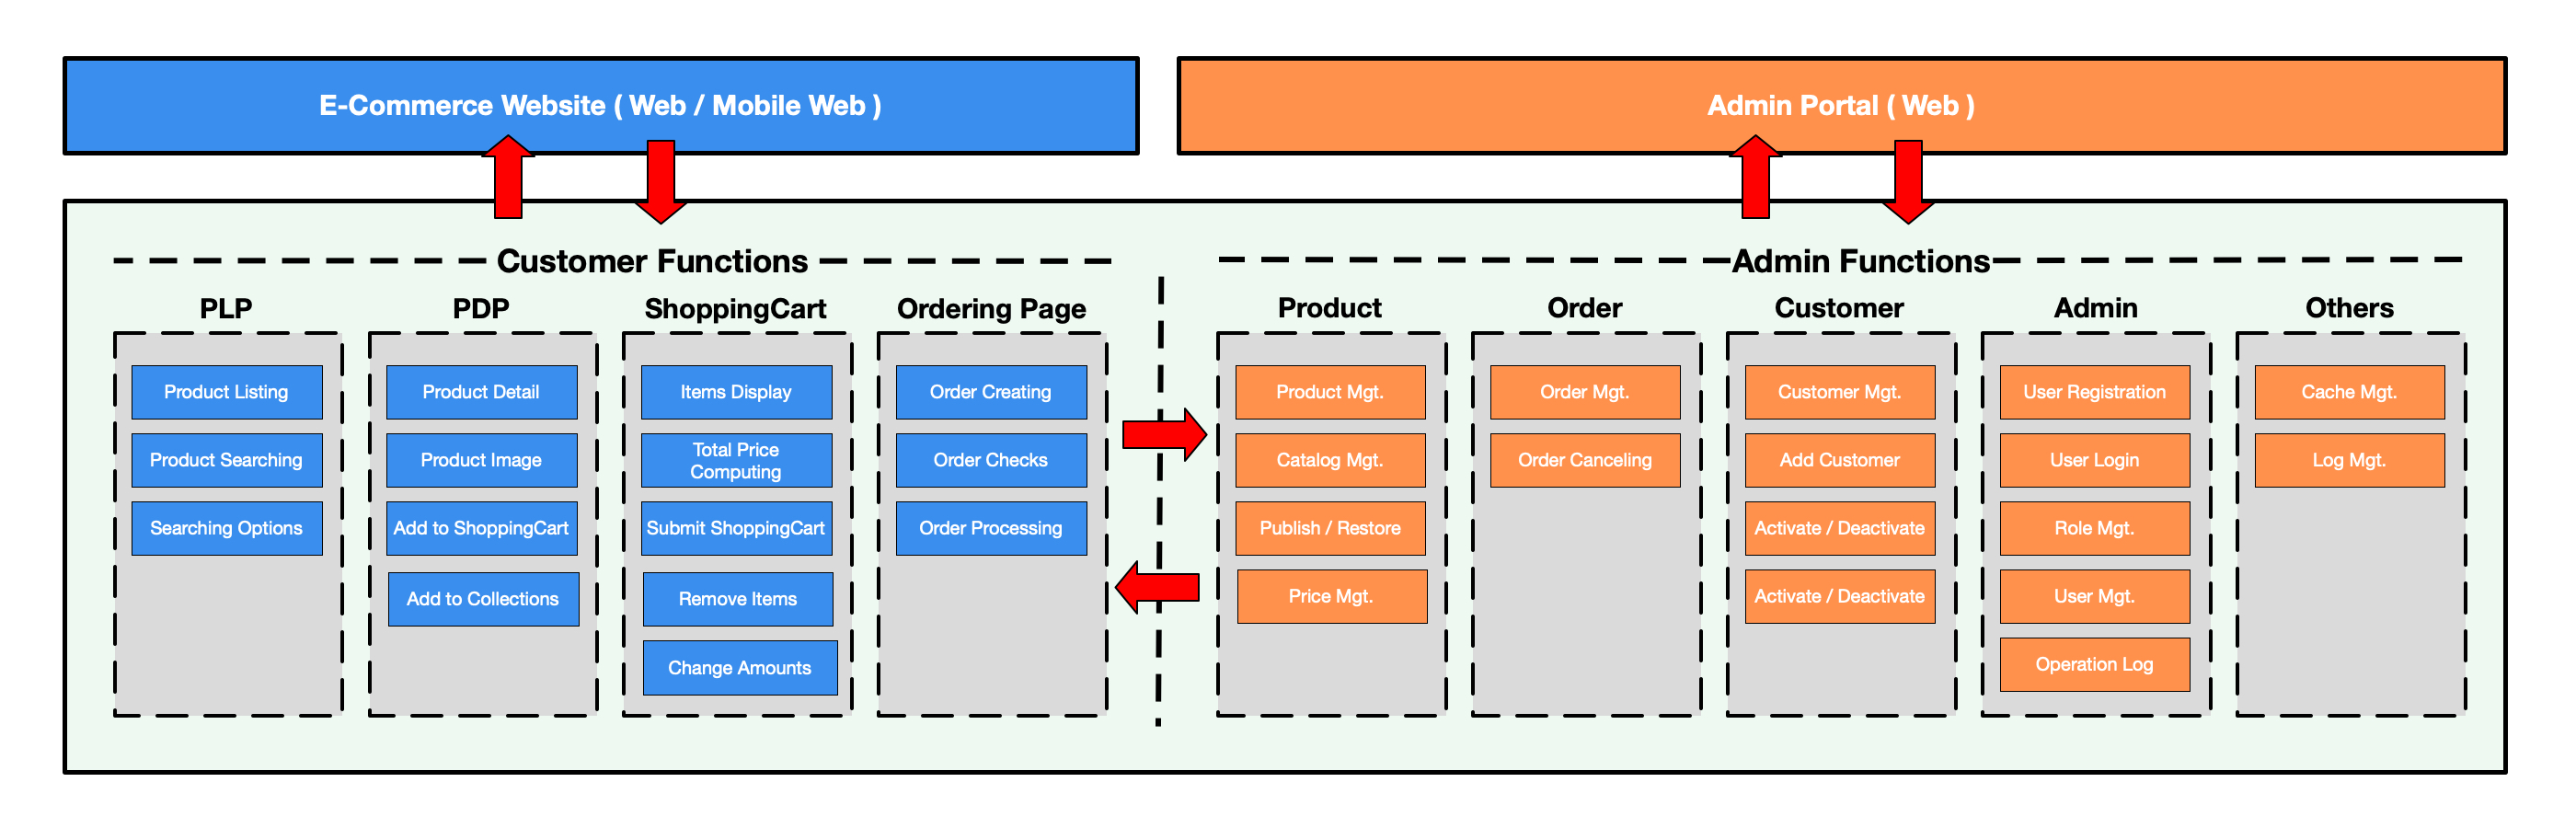 E-Commerce Website ( Web / Mobile Web )
Admin Portal ( Web )
Customer Functions
PLP
Product Listing
Product Searching
Searching Options
PDP
Product Detail
Product Image
Add to ShoppingCart
Add to Collections
ShoppingCart
Items Display
Total Price
Computing
Submit ShoppingCart
Remove Items
Change Amounts
Ordering Page
Order Creating
Order Checks
Order Processing
Admin Functions
Product
Product Mgt.
Catalog Mgt.
Publish / Restore
Price Mgt.
Order
Order Mgt.
Order Canceling
Customer
Customer Mgt.
Add Customer
Activate / Deactivate
Activate / Deactivate
Admin
User Registration
User Login
Role Mgt.
User Mgt.
Operation Log
Others
Cache Mgt.
Log Mgt.